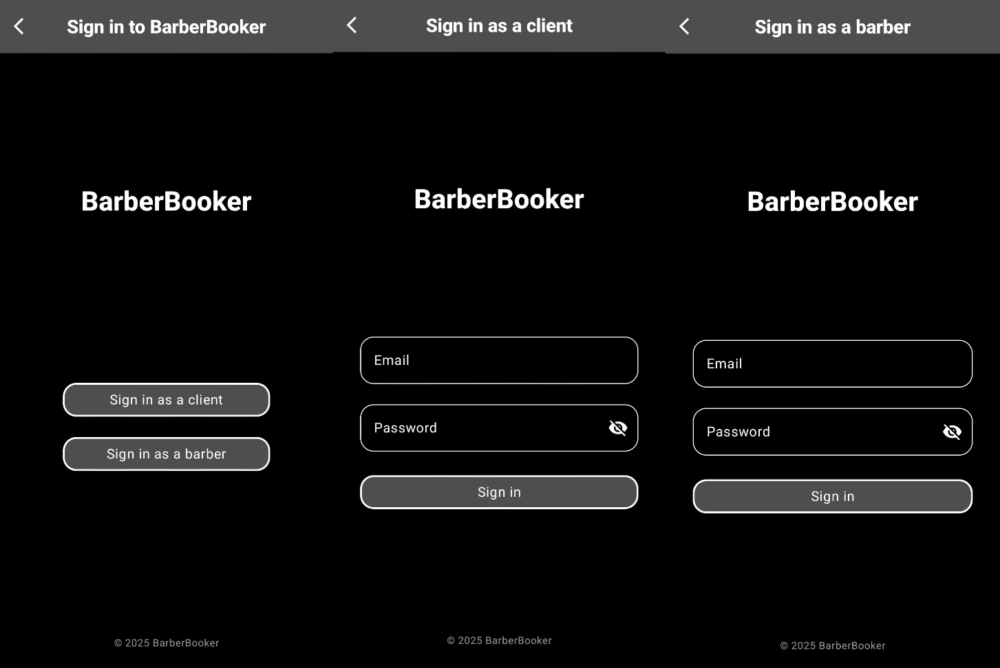 Sign in to BarberBooker
BarberBooker
Sign in as a client
Sign in as a barber
© 2025 BarberBooker
Sign in as a client
BarberBooker
Email
Password
Sign in
© 2025 BarberBooker
Sign in as a barber
BarberBooker
Email
Password
Sign in
© 2025 BarberBooker